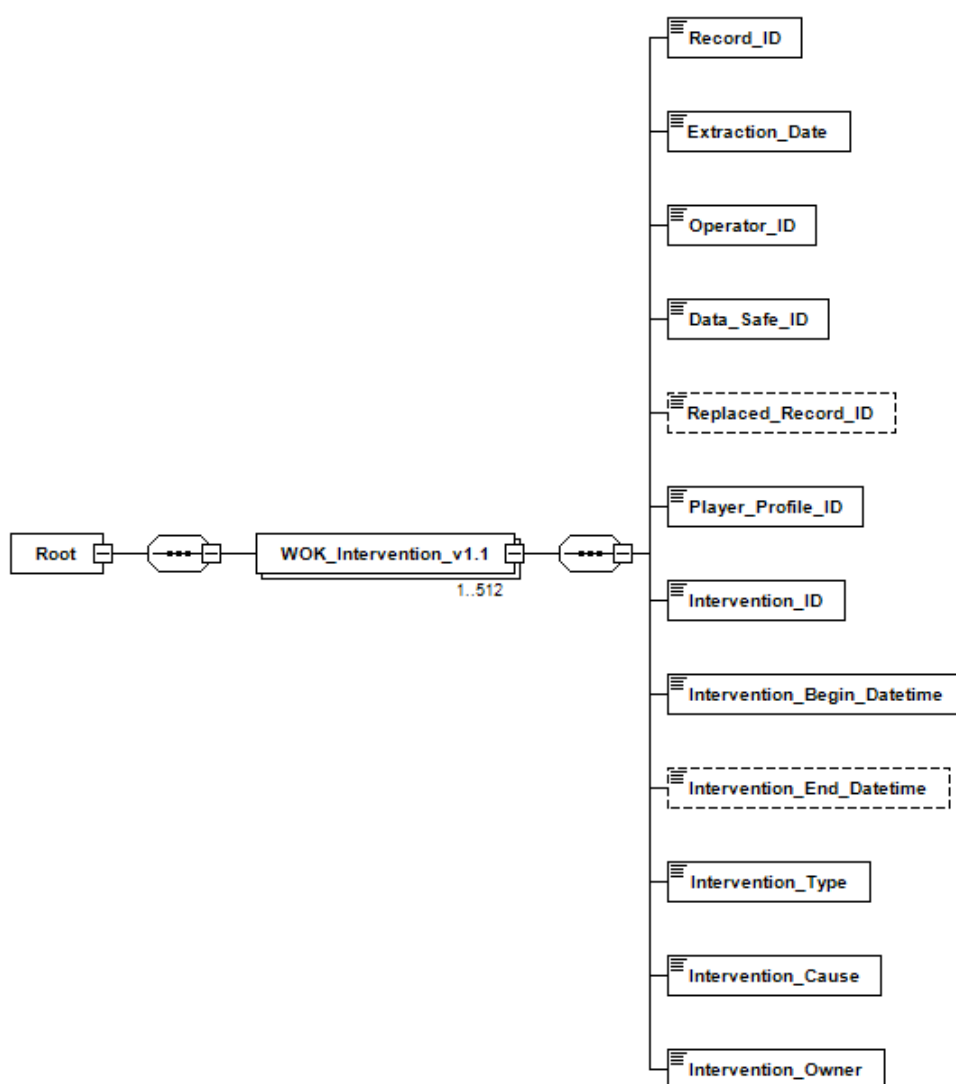 Record_ID
Extraction_Date
Operator_ID
Data_Safe_ID
Replaced_Record_ID
Player_Profile_ID
Root
WOK_Intervention_v1.1
1..512
Intervention_ID
Intervention_Begin_Datetime
Intervention_End_Datetime
Intervention_Type
Intervention_Cause
Intervention_Owner